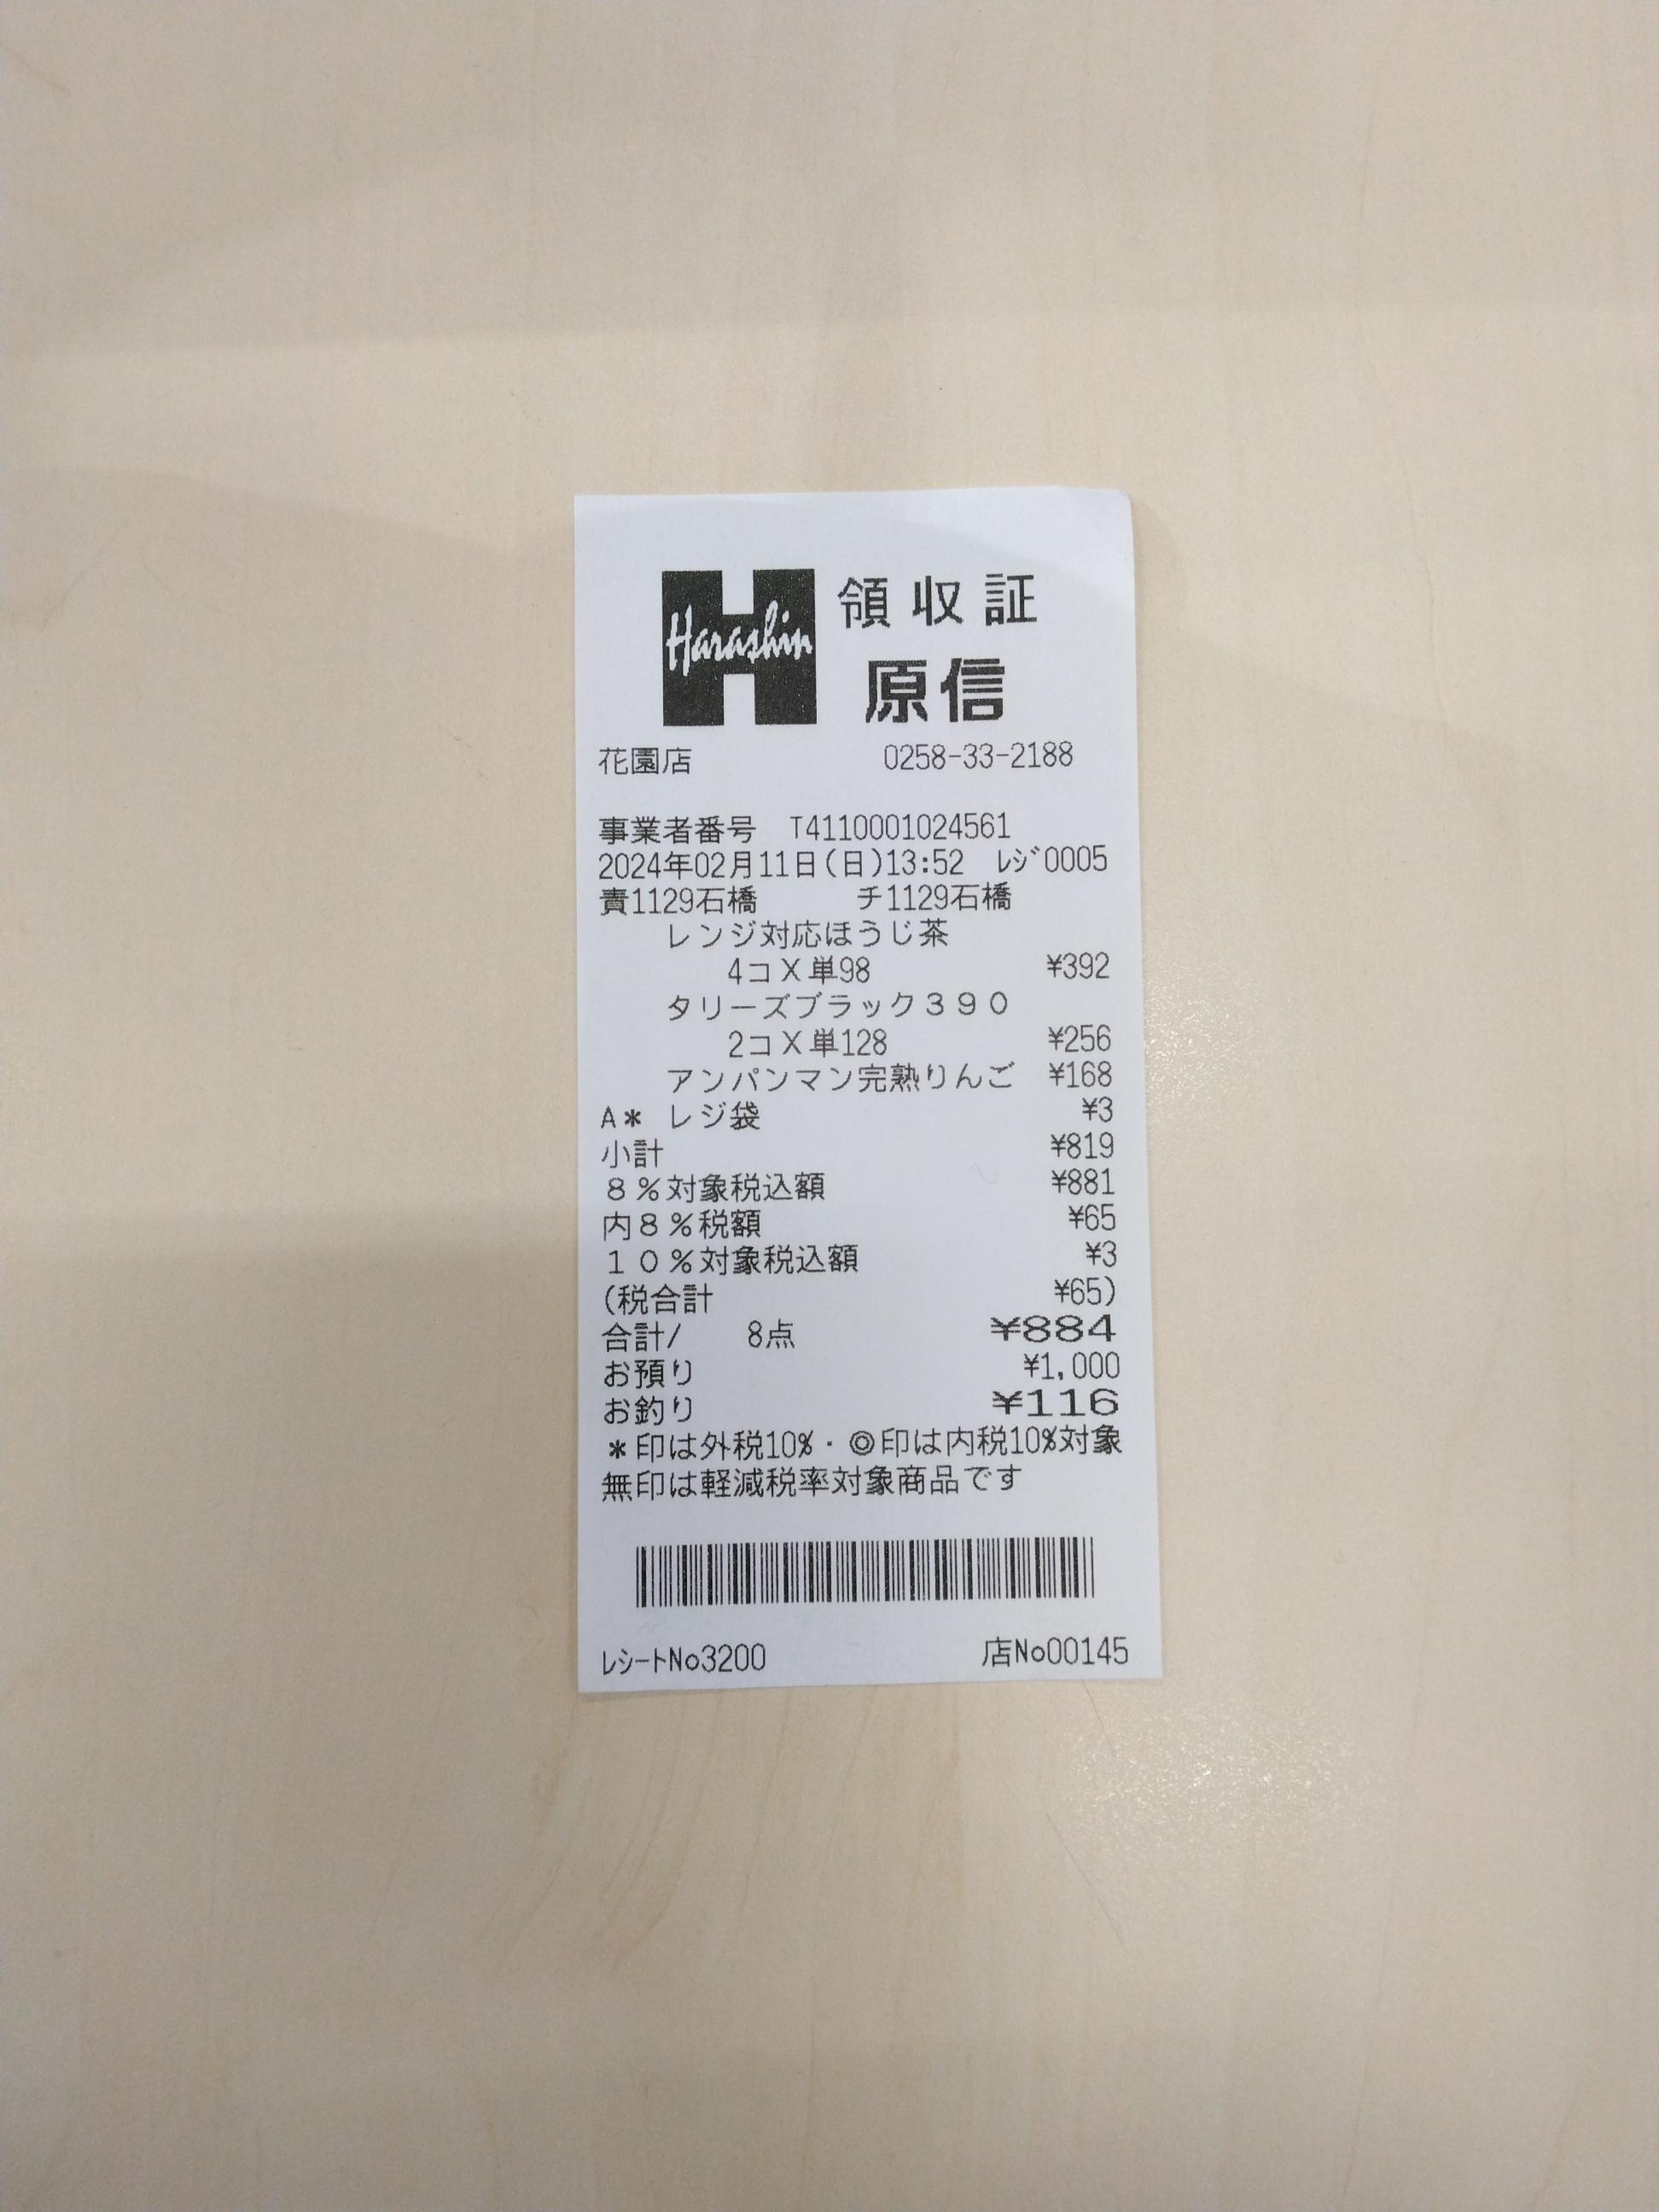 Harashin
領収証
原信
花園店 0258-33-2188
事業者番号 T4110001024561
2024年02月11日(日)13:52 ﾚｼﾞ0005
責1129石橋 チ1129石橋
レンジ対応ほうじ茶
4コX単98 ¥392
タリーズブラック３９０
2コX単128 ¥256
アンパンマン完熟りんご ¥168
A* レジ袋 ¥3
小計 ¥819
８％対象税込額 ¥881
内８％税額 ¥65
１０％対象税込額 ¥3
(税合計 ¥65)
合計/ 8点 ¥884
お預り ¥1,000
お釣り ¥116
*印は外税10%・◎印は内税10%対象
無印は軽減税率対象商品です
ﾚｼｰﾄNo3200 店No00145